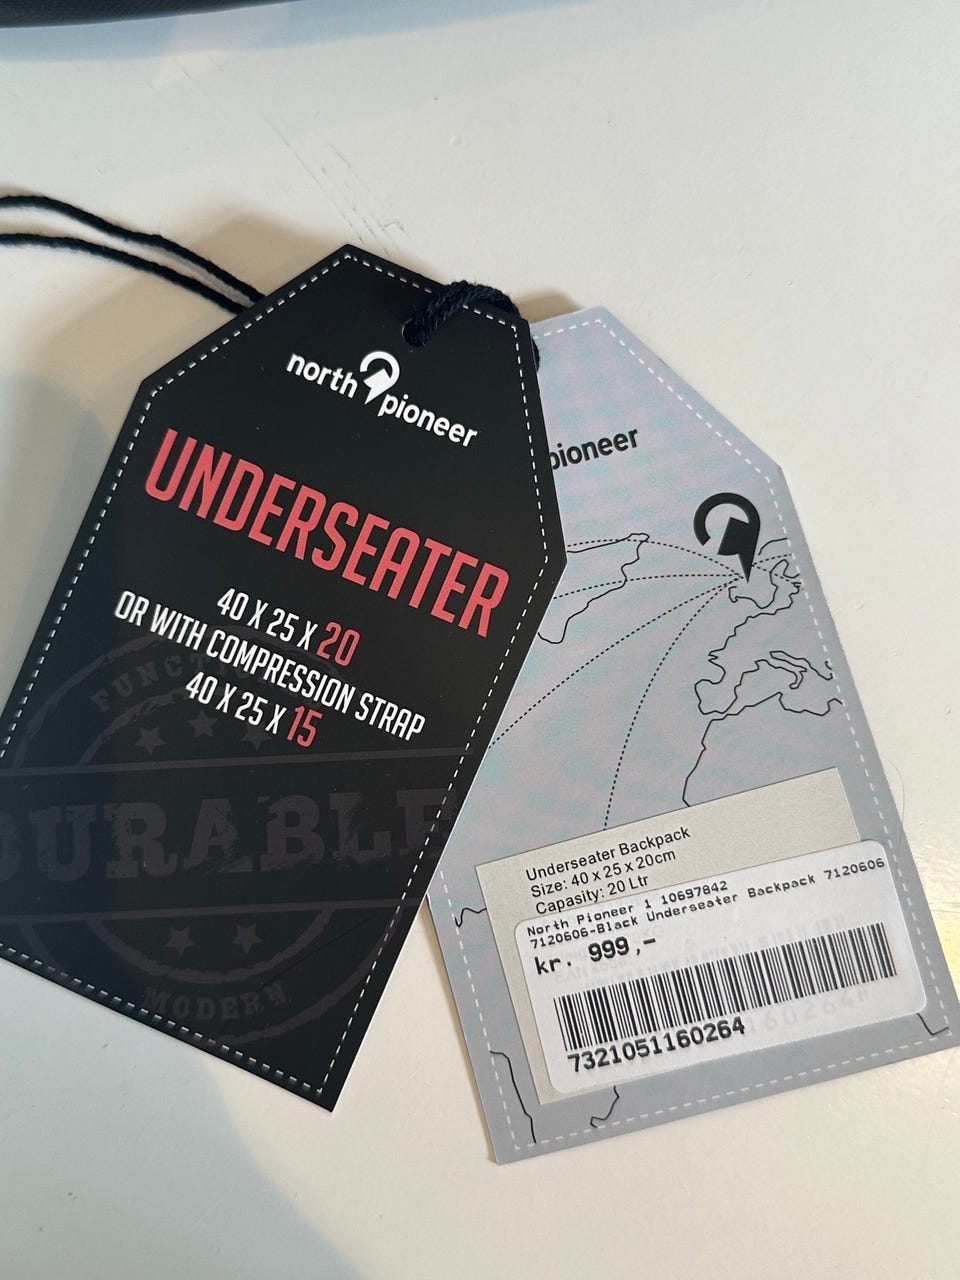 north pioneer
UNDERSEATER
40 X 25 X 20
OR WITH COMPRESSION STRAP
40 X 25 X 15
DURABLE
MODERN
pioneer
Underseater Backpack
Size: 40 x 25 x 20cm
Capasity: 20 Ltr
North Pioneer 1 10697842
7120606-Black Underseater Backpack 7120606
kr. 999,-
7321051160264